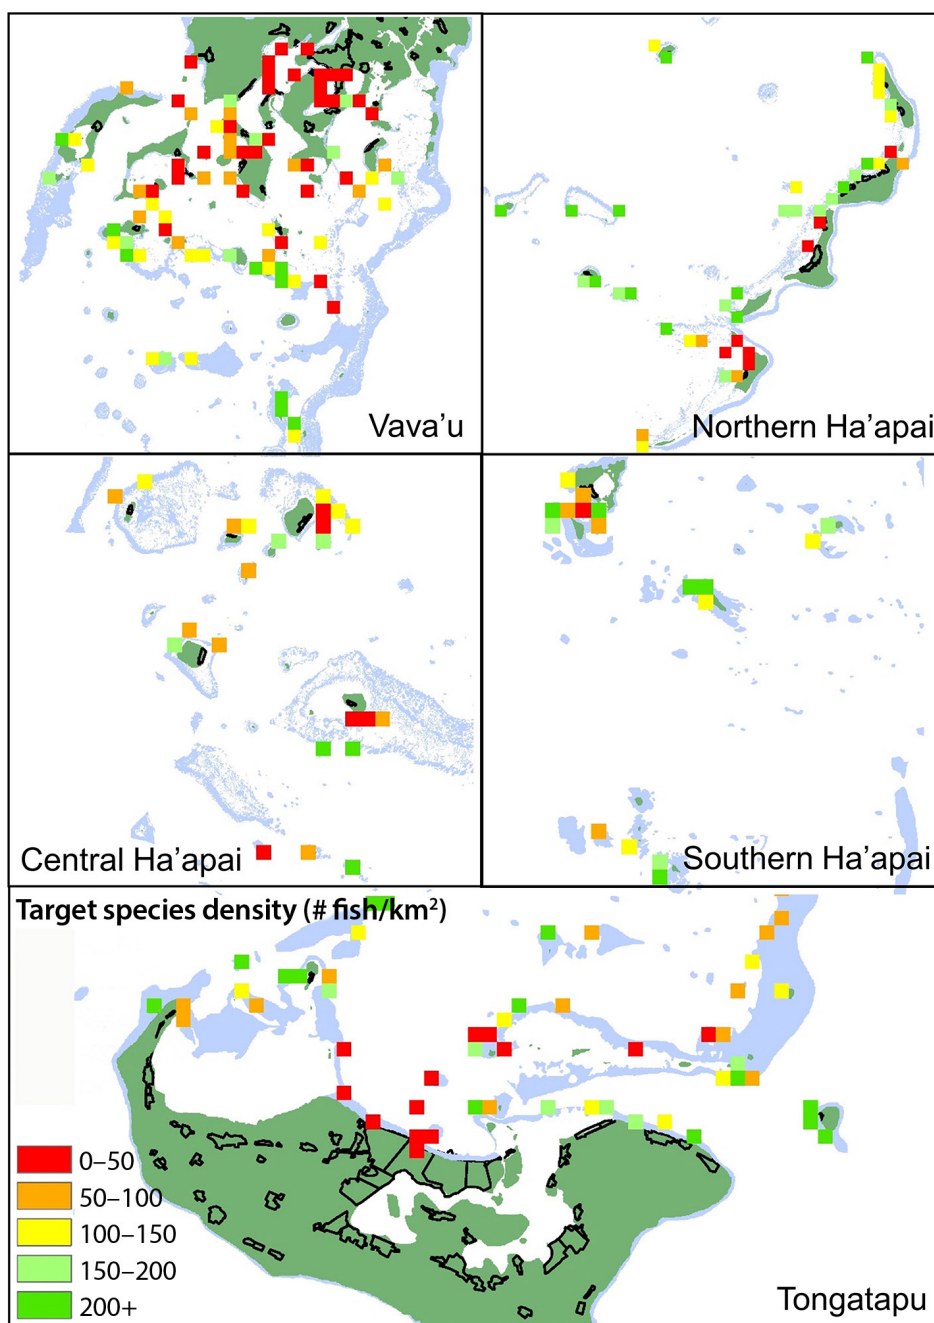 Vava’u
Northern Ha’apai
Central Ha’apai
Southern Ha’apai
Target species density (# fish/km²)
0–50
50–100
100–150
150–200
200+
Tongatapu